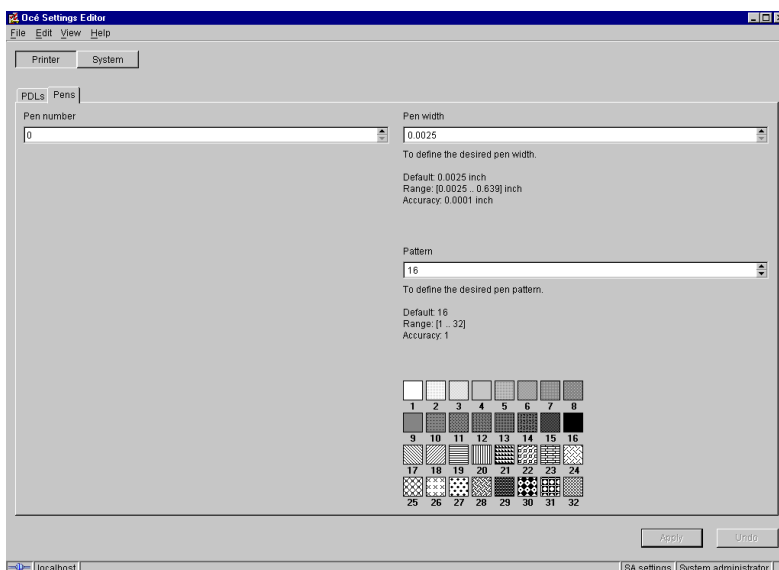 Océ Settings Editor
File Edit View Help
Printer System
PDLs Pens
Pen number
0
Pen width
0.0025
To define the desired pen width.
Default: 0.0025 inch
Range: [0.0025 .. 0.639] inch
Accuracy: 0.0001 inch
Pattern
16
To define the desired pen pattern.
Default: 16
Range: [1 .. 32]
Accuracy: 1
1 2 3 4 5 6 7 8
9 10 11 12 13 14 15 16
17 18 19 20 21 22 23 24
25 26 27 28 29 30 31 32
Apply Undo
localhost SA settings System administrator